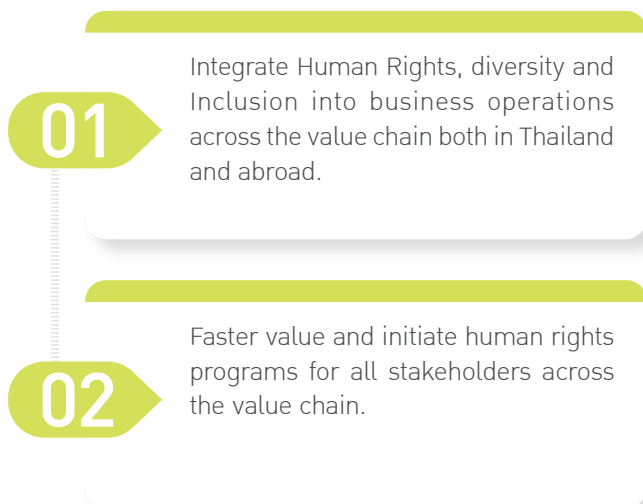 01
Integrate Human Rights, diversity and
Inclusion into business operations
across the value chain both in Thailand
and abroad.
02
Faster value and initiate human rights
programs for all stakeholders across
the value chain.